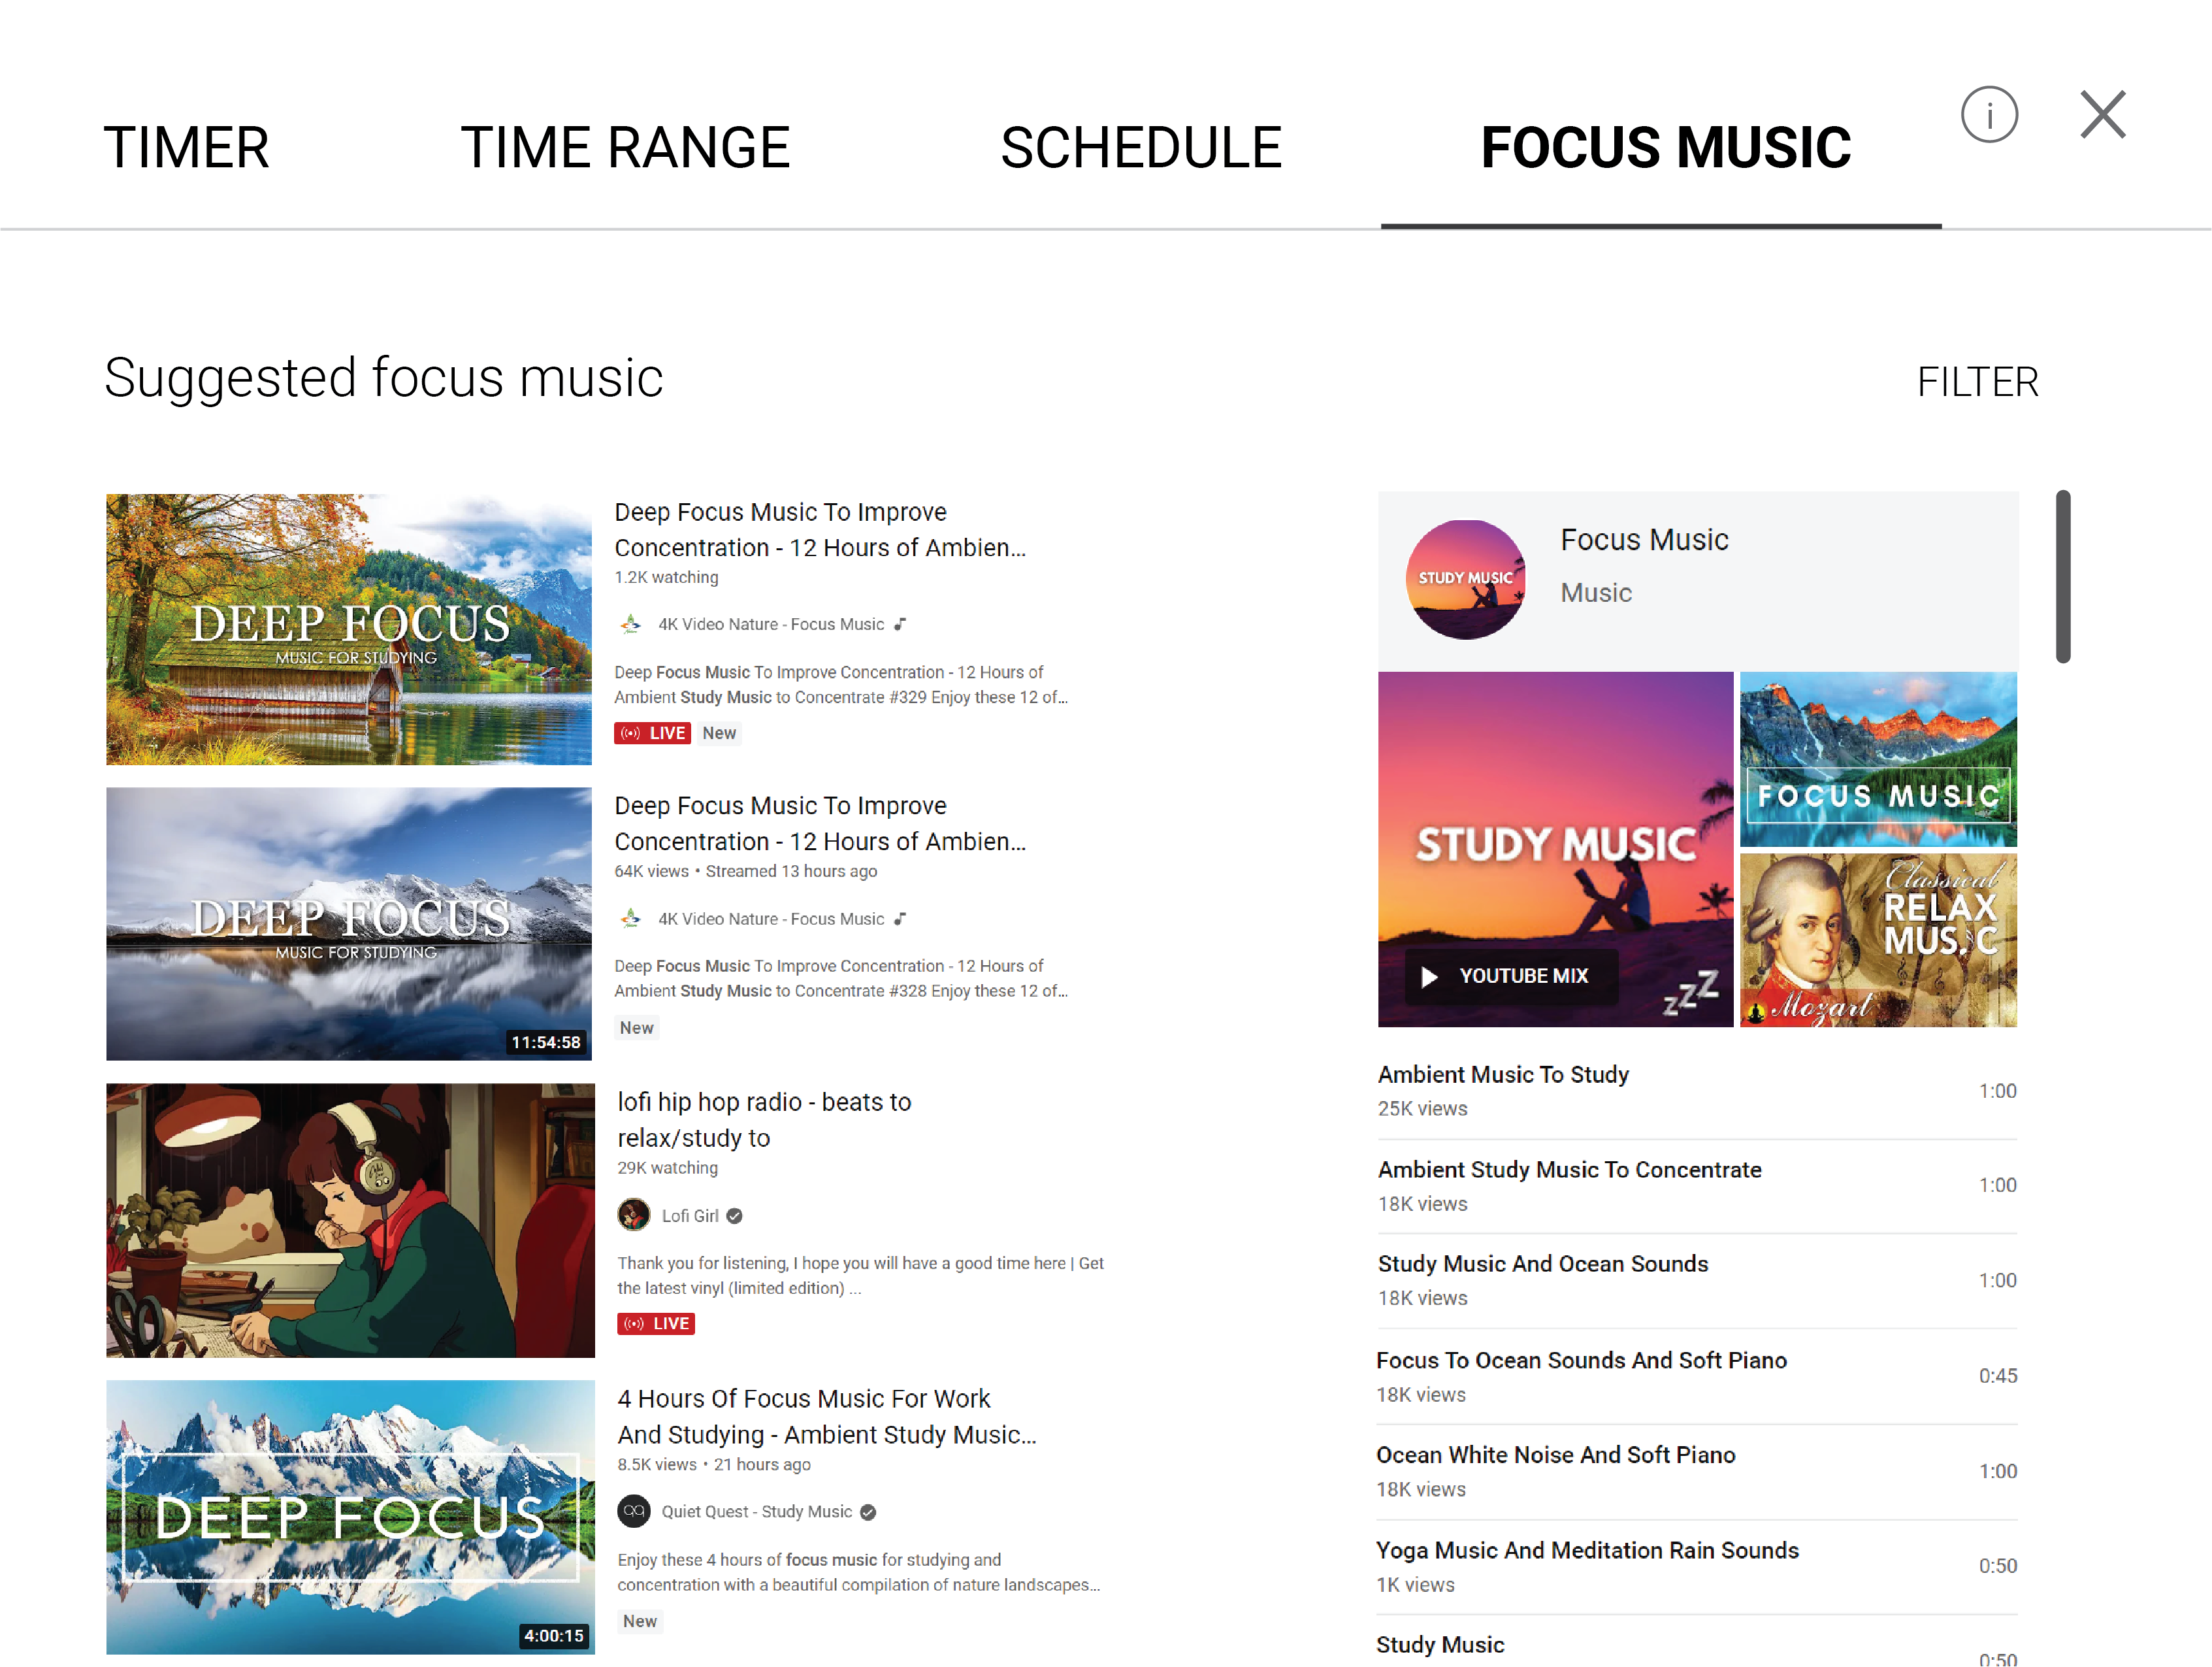 TIMER
TIME RANGE
SCHEDULE
FOCUS MUSIC
i
Suggested focus music
FILTER
DEEP FOCUS
MUSIC FOR STUDYING
Deep Focus Music To Improve
Concentration - 12 Hours of Ambien...
1.2K watching
4K Video Nature - Focus Music
Deep Focus Music To Improve Concentration - 12 Hours of
Ambient Study Music to Concentrate #329 Enjoy these 12 of...
LIVE New
DEEP FOCUS
MUSIC FOR STUDYING
11:54:58
Deep Focus Music To Improve
Concentration - 12 Hours of Ambien...
64K views • Streamed 13 hours ago
4K Video Nature - Focus Music
Deep Focus Music To Improve Concentration - 12 Hours of
Ambient Study Music to Concentrate #328 Enjoy these 12 of...
New
lofi hip hop radio - beats to
relax/study to
29K watching
Lofi Girl
Thank you for listening, I hope you will have a good time here | Get
the latest vinyl (limited edition) ...
LIVE
DEEP FOCUS
4:00:15
4 Hours Of Focus Music For Work
And Studying - Ambient Study Music...
8.5K views • 21 hours ago
qq
Quiet Quest - Study Music
Enjoy these 4 hours of focus music for studying and
concentration with a beautiful compilation of nature landscapes...
New
STUDY MUSIC
Focus Music
Music
STUDY MUSIC
YOUTUBE MIX
zzz
FOCUS MUSIC
Classical
RELAX
MUSIC
Mozart
Ambient Music To Study
25K views
1:00
Ambient Study Music To Concentrate
18K views
1:00
Study Music And Ocean Sounds
18K views
1:00
Focus To Ocean Sounds And Soft Piano
18K views
0:45
Ocean White Noise And Soft Piano
18K views
1:00
Yoga Music And Meditation Rain Sounds
1K views
0:50
Study Music
0:50